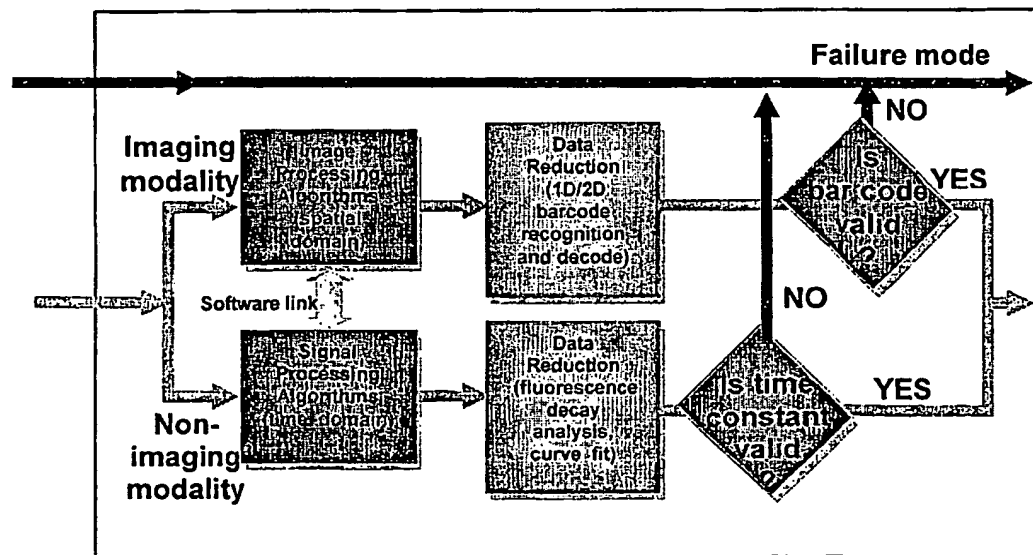 Failure mode
NO
Imaging
modality
Image
Processing
Algorithms
(spatial
domain)
Data
Reduction
(1D/2D
barcode
recognition
and decode)
Is
bar code
valid
?
YES
Software link
NO
Signal
Processing
Algorithms
(time domain)
Data
Reduction
(fluorescence
decay
analysis
curve fit)
Is time
constant
valid
?
YES
Non-
imaging
modality